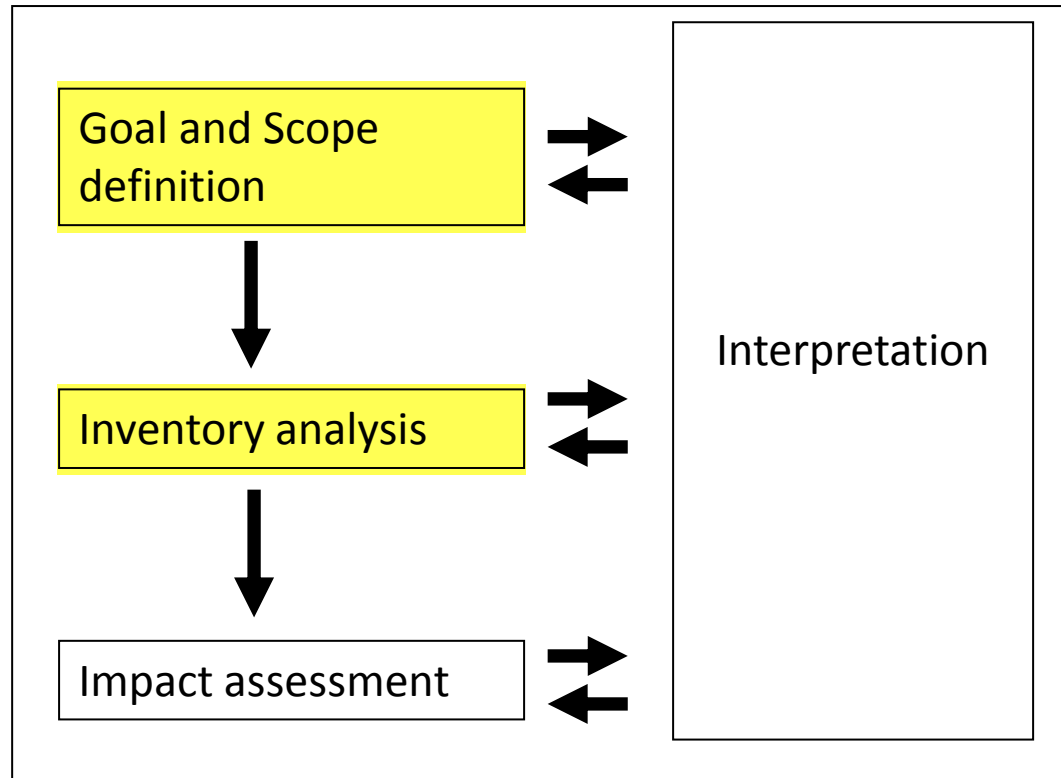 Goal and Scope
definition
Inventory analysis
Impact assessment
Interpretation